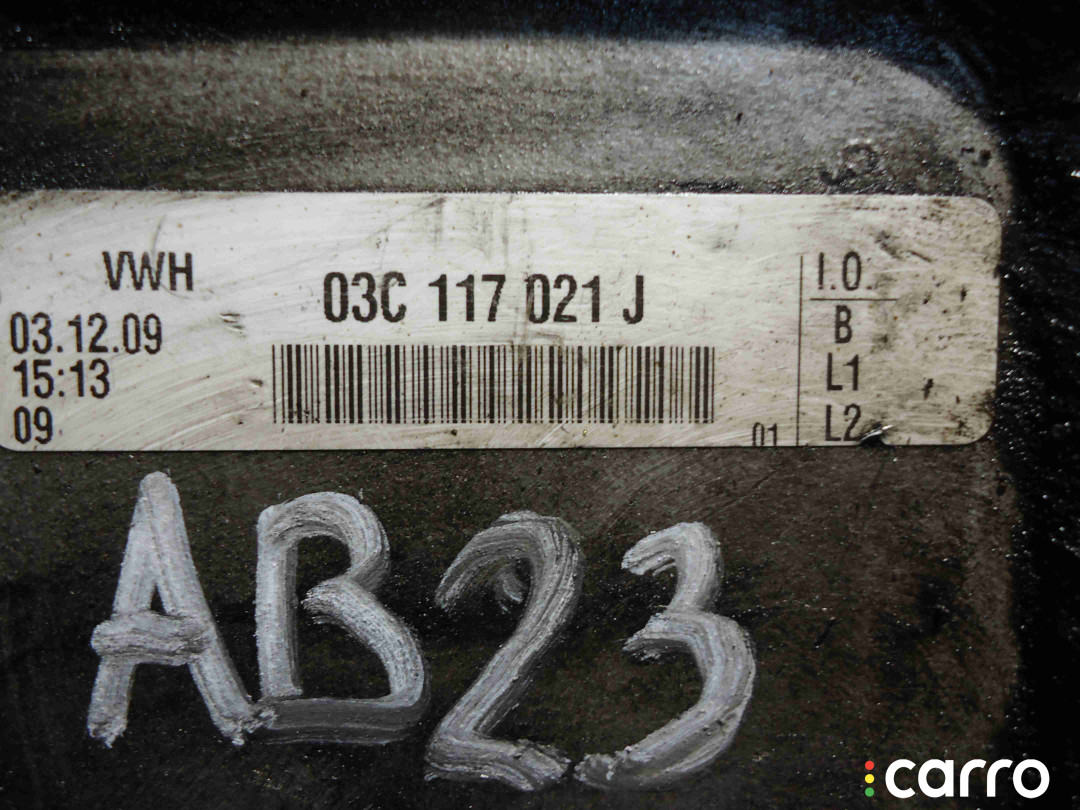 VWH
03C 117 021 J
I.O.
03.12.09
B
15:13
L1
09
01
L2
AB23
carro